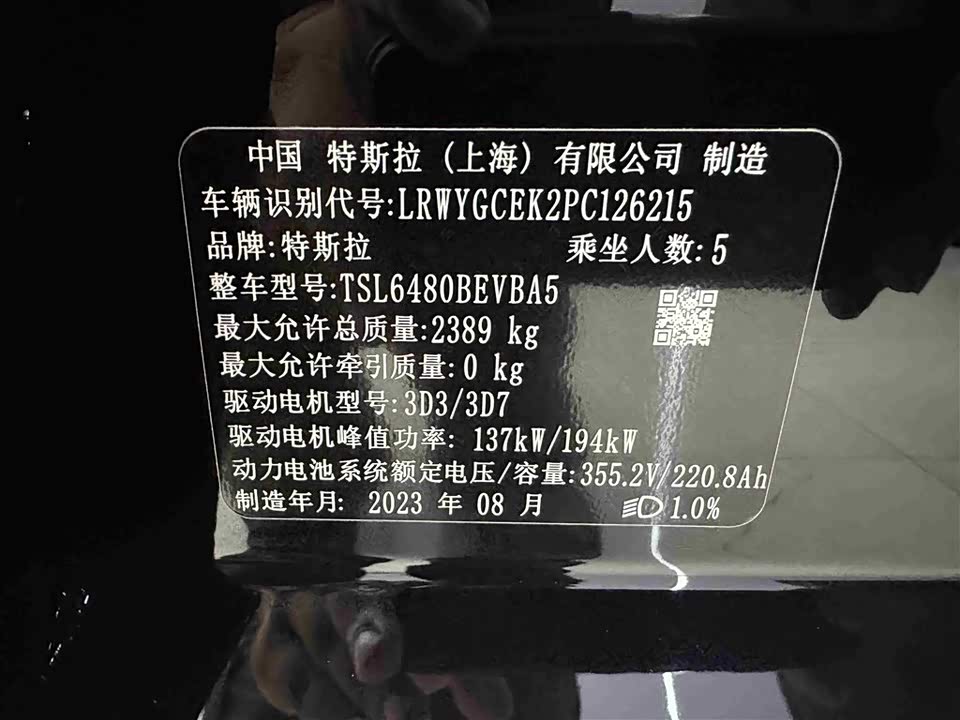 中国 特斯拉 (上海) 有限公司 制造
车辆识别代号:LRWYGCEK2PC126215
品牌:特斯拉 乘坐人数:5
整车型号:TSL6480BEVBA5
最大允许总质量:2389 kg
最大允许牵引质量:0 kg
驱动电机型号:3D3/3D7
驱动电机峰值功率: 137kW/194kW
动力电池系统额定电压/容量:355.2V/220.8Ah
制造年月: 2023 年 08 月 1.0%